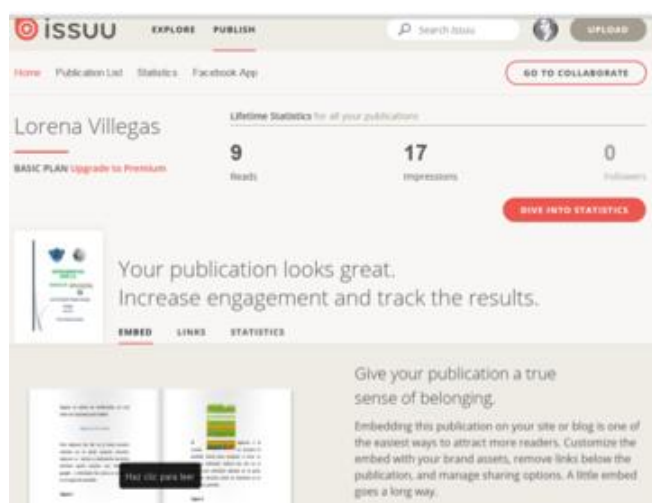 issuu EXPLORE PUBLISH Search Issuu UPLOAD
Home Publication List Statistics Facebook App GO TO COLLABORATE
Lorena Villegas
Lifetime Statistics for all your publications
BASIC PLAN Upgrade to Premium
9 17 0
Reads Impressions Followers
DIVE INTO STATISTICS
Your publication looks great.
Increase engagement and track the results.
EMBED LINKS STATISTICS
Give your publication a true
sense of belonging.
Embedding this publication on your site or blog is one of
the easiest ways to attract more readers. Customize the
embed with your brand assets, remove links below the
publication, and manage sharing options. A little embed
goes a long way.
Haz clic para leer